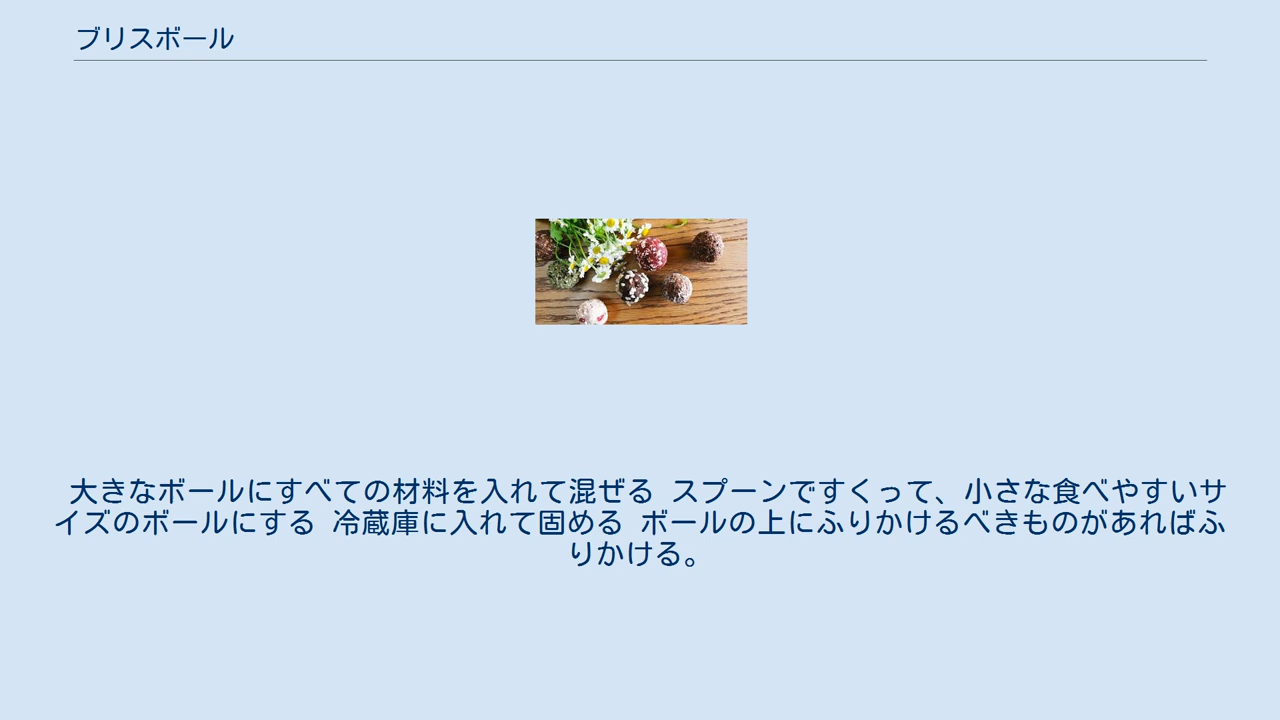 ブリスボール
大きなボールにすべての材料を入れて混ぜる スプーンですくって、小さな食べやすいサ
イズのボールにする 冷蔵庫に入れて固める ボールの上にふりかけるべきものがあればふ
りかける。